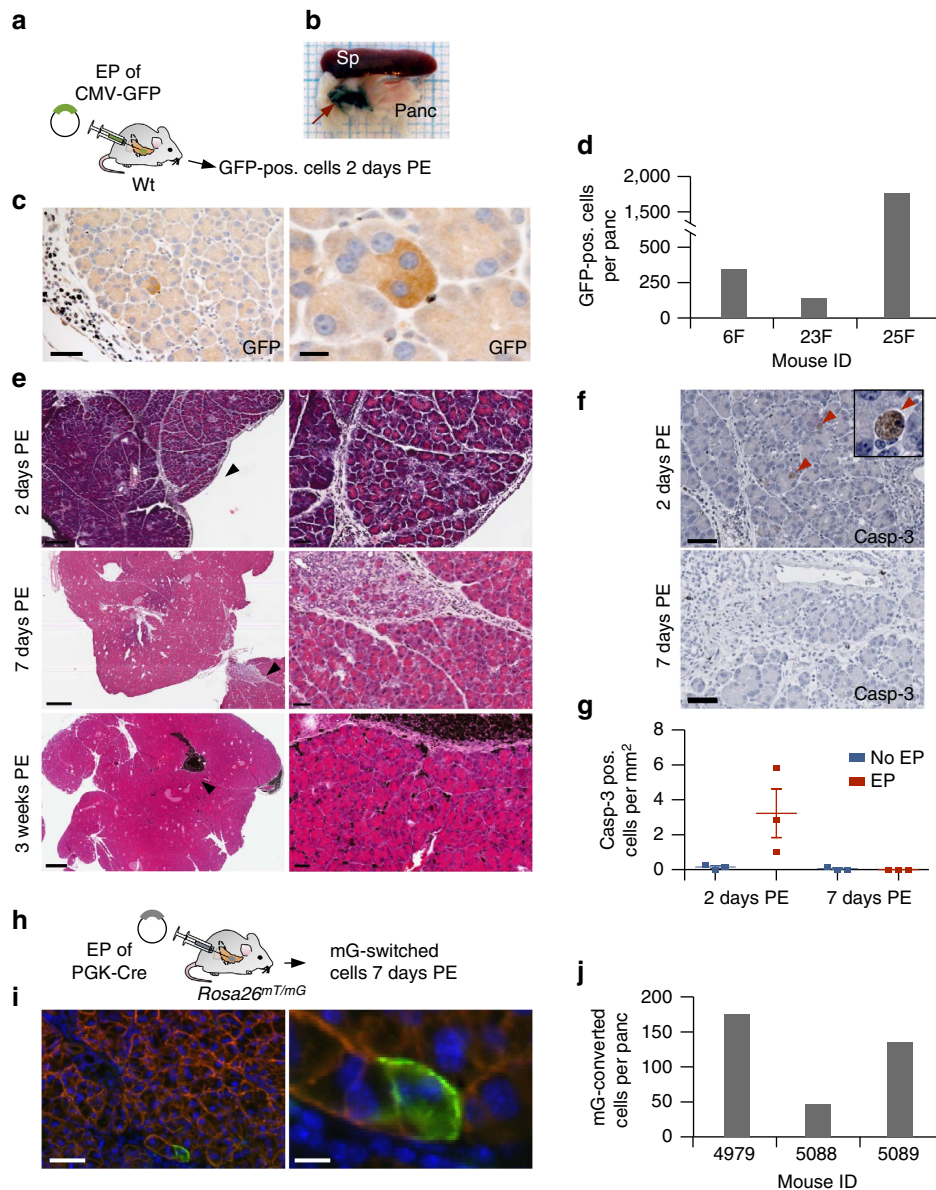 a
EP of
CMV-GFP
Wt
GFP-pos. cells 2 days PE
b
Sp
Panc
c
GFP
GFP
d
GFP-pos. cells
per panc
2,000
1,500
500
250
0
6F
23F
25F
Mouse ID
e
2 days PE
7 days PE
3 weeks PE
f
2 days PE
Casp-3
7 days PE
Casp-3
g
Casp-3 pos.
cells per mm²
8
6
4
2
0
No EP
EP
2 days PE
7 days PE
h
EP of
PGK-Cre
Rosa26mT/mG
mG-switched
cells 7 days PE
i
j
mG-converted
cells per panc
200
150
100
50
0
4979
5088
5089
Mouse ID